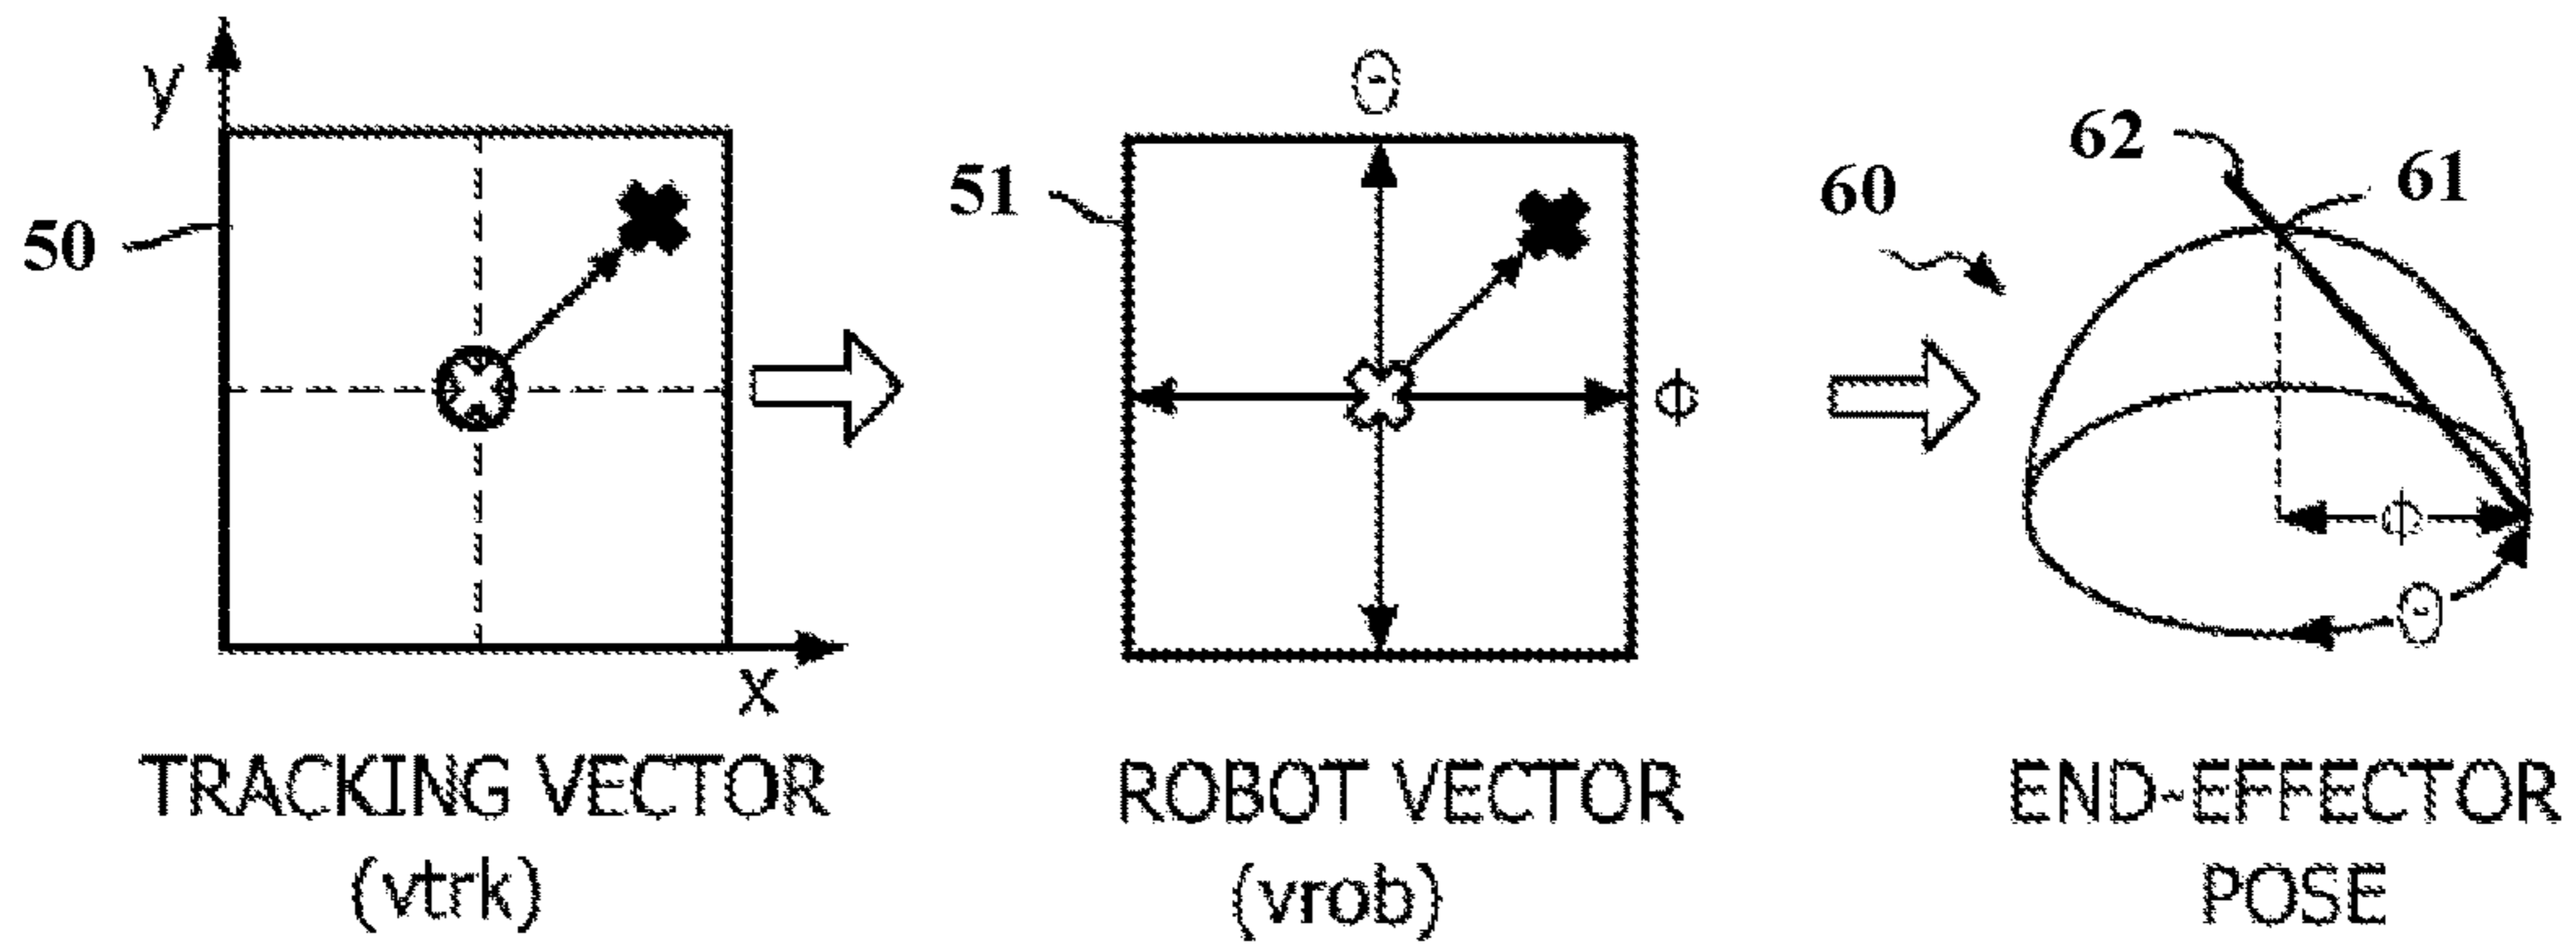 y
50
x
TRACKING VECTOR
(vtrk)
Θ
51
ϕ
ROBOT VECTOR
(vrob)
62
61
60
ϕ
Θ
END-EFFECTOR
POSE